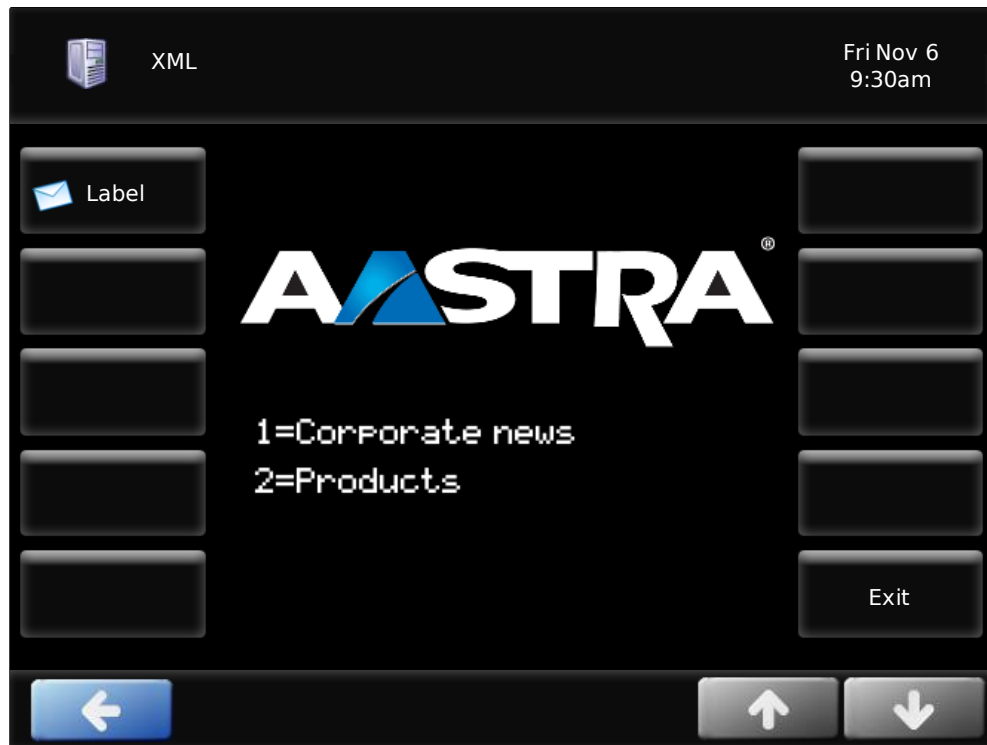 XML
Fri Nov 6
9:30am
Label
AASTRA®
1=Corporate news
2=Products
Exit